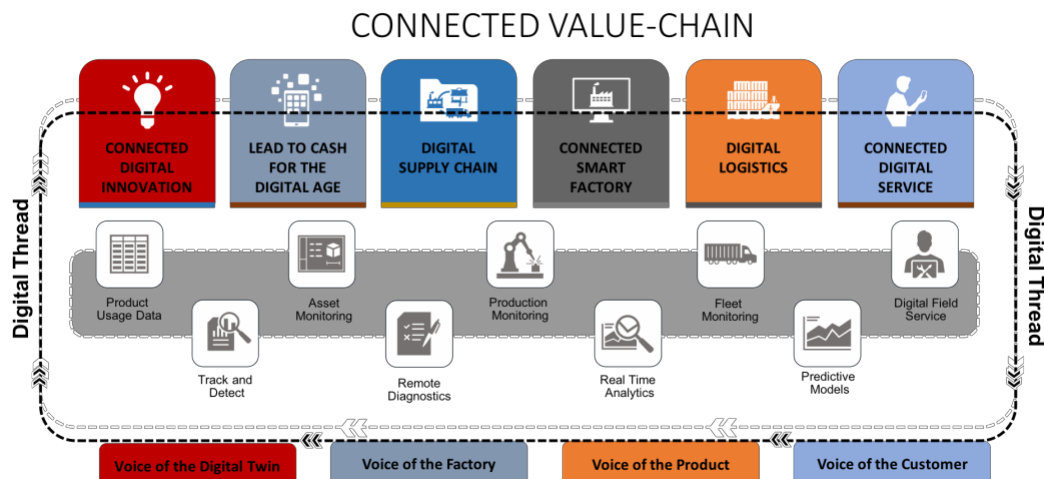 CONNECTED VALUE-CHAIN
CONNECTED
DIGITAL
INNOVATION
LEAD TO CASH
FOR THE
DIGITAL AGE
DIGITAL
SUPPLY CHAIN
CONNECTED
SMART
FACTORY
DIGITAL
LOGISTICS
CONNECTED
DIGITAL
SERVICE
Digital Thread
Digital Thread
Product
Usage Data
Asset
Monitoring
Production
Monitoring
Fleet
Monitoring
Digital Field
Service
Track and
Detect
Remote
Diagnostics
Real Time
Analytics
Predictive
Models
Voice of the Digital Twin
Voice of the Factory
Voice of the Product
Voice of the Customer